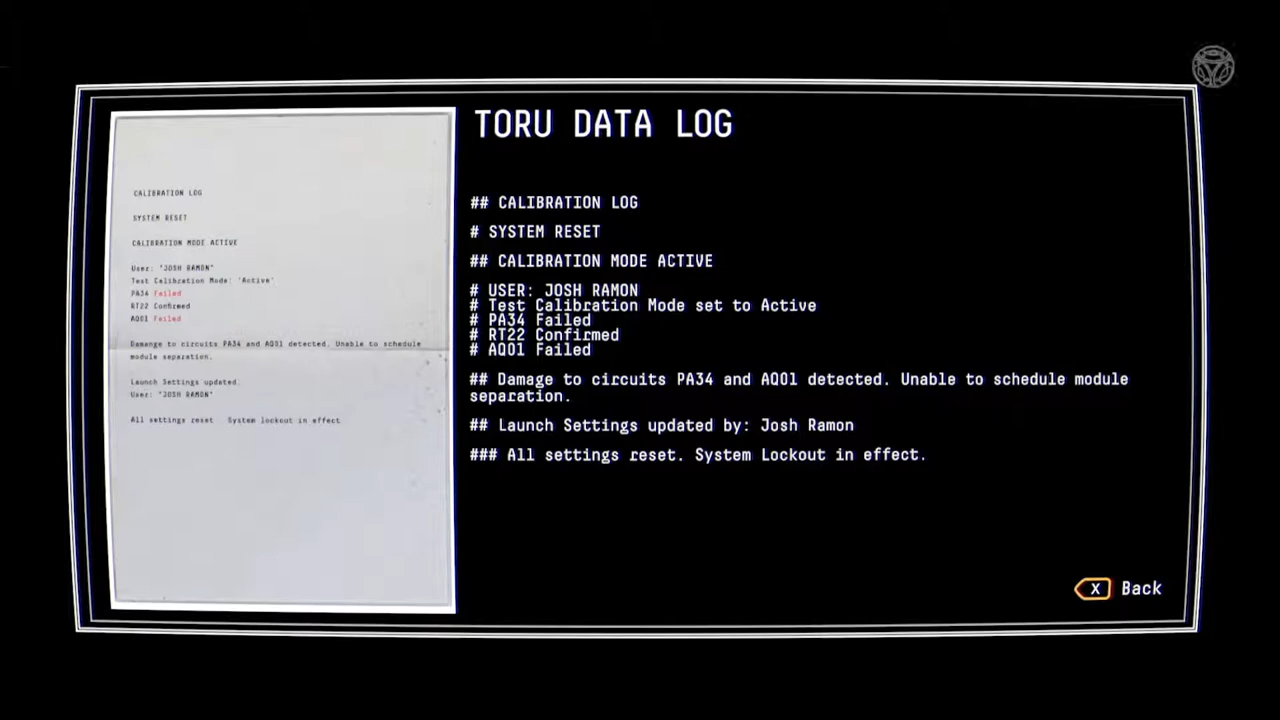 TORU DATA LOG
CALIBRATION LOG
SYSTEM RESET
CALIBRATION MODE ACTIVE
User: "JOSH RAMON"
Test Calibration Mode: 'Active'
PA34 Failed
RT22 Confirmed
AQ01 Failed
Damange to circuits PA34 and AQ01 detected. Unable to schedule
module separation.
Launch Settings updated.
User: "JOSH RAMON"
All settings reset System lockout in effect
## CALIBRATION LOG
# SYSTEM RESET
## CALIBRATION MODE ACTIVE
# USER: JOSH RAMON
# Test Calibration Mode set to Active
# PA34 Failed
# RT22 Confirmed
# AQ01 Failed
## Damage to circuits PA34 and AQ01 detected. Unable to schedule module
separation.
## Launch Settings updated by: Josh Ramon
### All settings reset. System Lockout in effect.
X Back